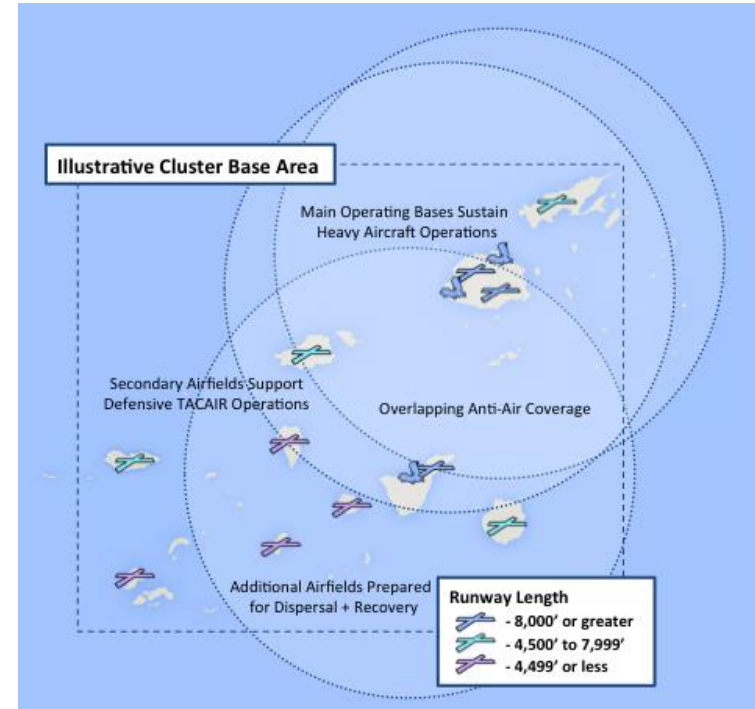 Illustrative Cluster Base Area
Main Operating Bases Sustain
Heavy Aircraft Operations
Secondary Airfields Support
Defensive TACAIR Operations
Overlapping Anti-Air Coverage
Additional Airfields Prepared
for Dispersal + Recovery
Runway Length
- 8,000' or greater
- 4,500' to 7,999'
- 4,499' or less